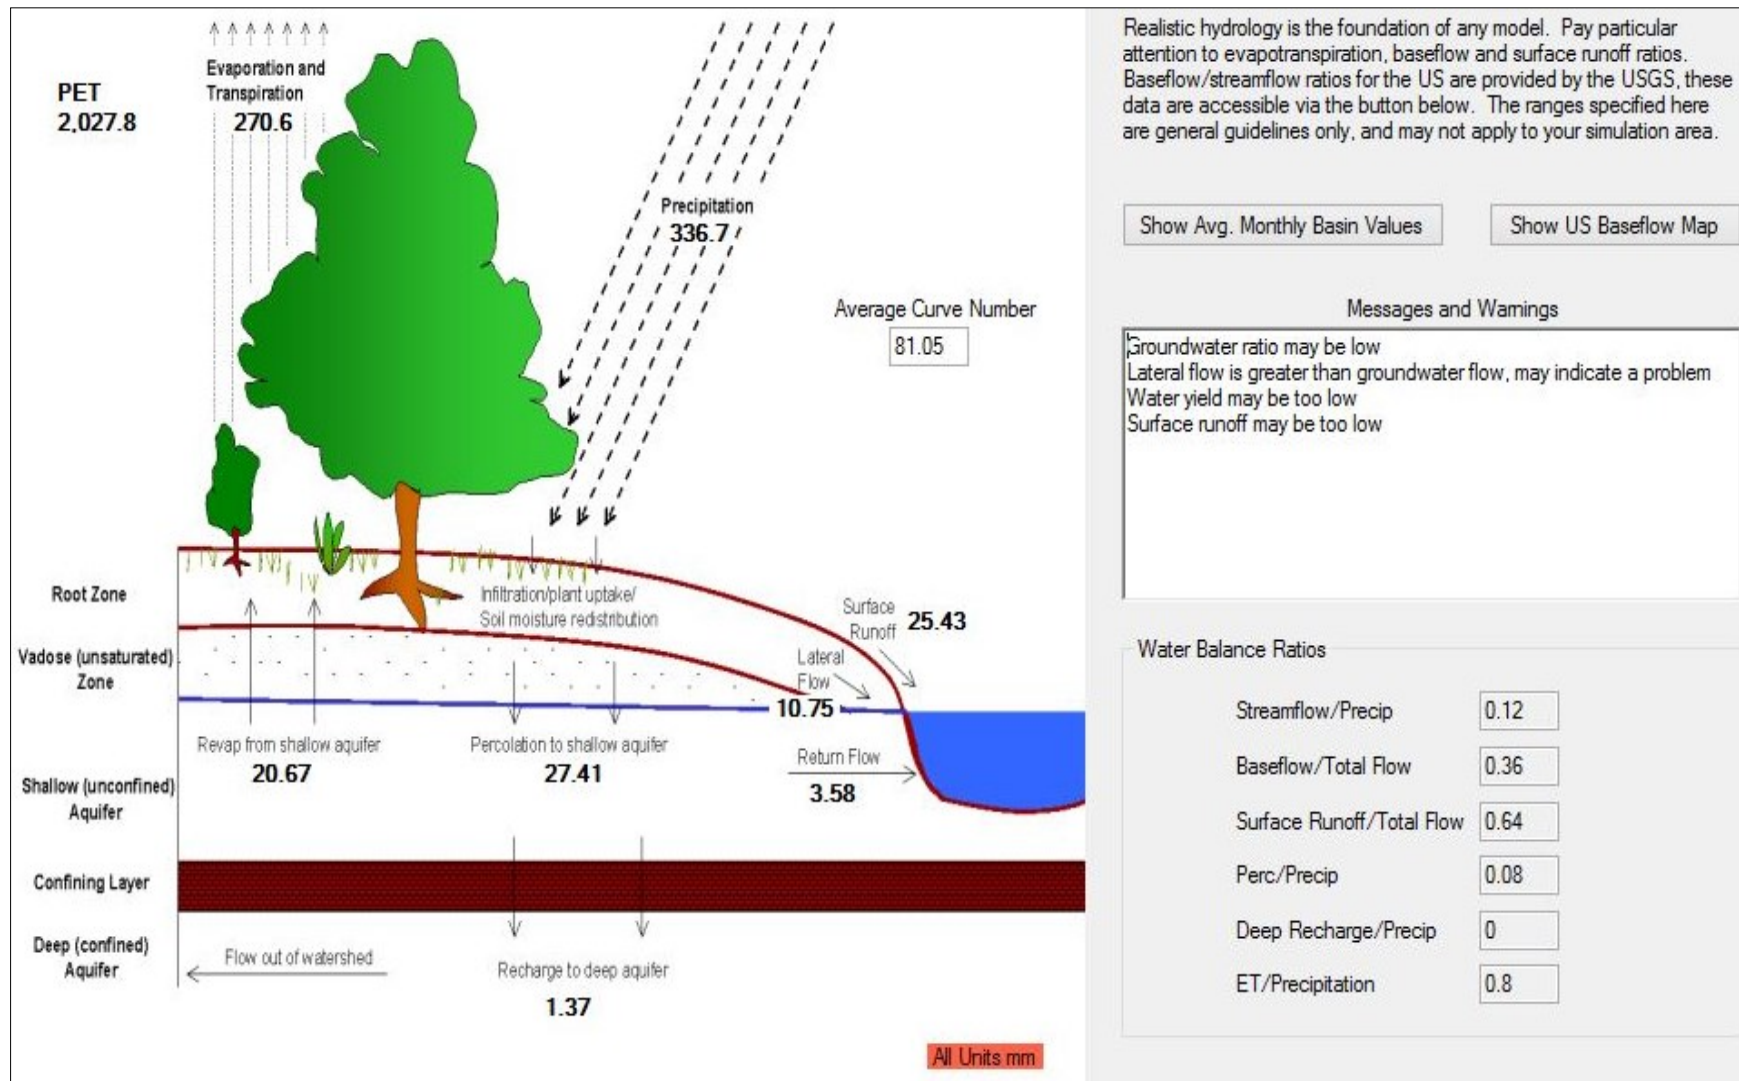 PET
2,027.8
Evaporation and
Transpiration
270.6
Precipitation
336.7
Average Curve Number
81.05
Root Zone
Infiltration/plant uptake/
Soil moisture redistribution
Surface
Runoff
25.43
Vadose (unsaturated)
Zone
Lateral
Flow
10.75
Revap from shallow aquifer
20.67
Percolation to shallow aquifer
27.41
Return Flow
3.58
Shallow (unconfined)
Aquifer
Confining Layer
Deep (confined)
Aquifer
Flow out of watershed
Recharge to deep aquifer
1.37
All Units mm
Realistic hydrology is the foundation of any model. Pay particular
attention to evapotranspiration, baseflow and surface runoff ratios.
Baseflow/streamflow ratios for the US are provided by the USGS, these
data are accessible via the button below. The ranges specified here
are general guidelines only, and may not apply to your simulation area.
Show Avg. Monthly Basin Values
Show US Baseflow Map
Messages and Warnings
Groundwater ratio may be low
Lateral flow is greater than groundwater flow, may indicate a problem
Water yield may be too low
Surface runoff may be too low
Water Balance Ratios
Streamflow/Precip 0.12
Baseflow/Total Flow 0.36
Surface Runoff/Total Flow 0.64
Perc/Precip 0.08
Deep Recharge/Precip 0
ET/Precipitation 0.8